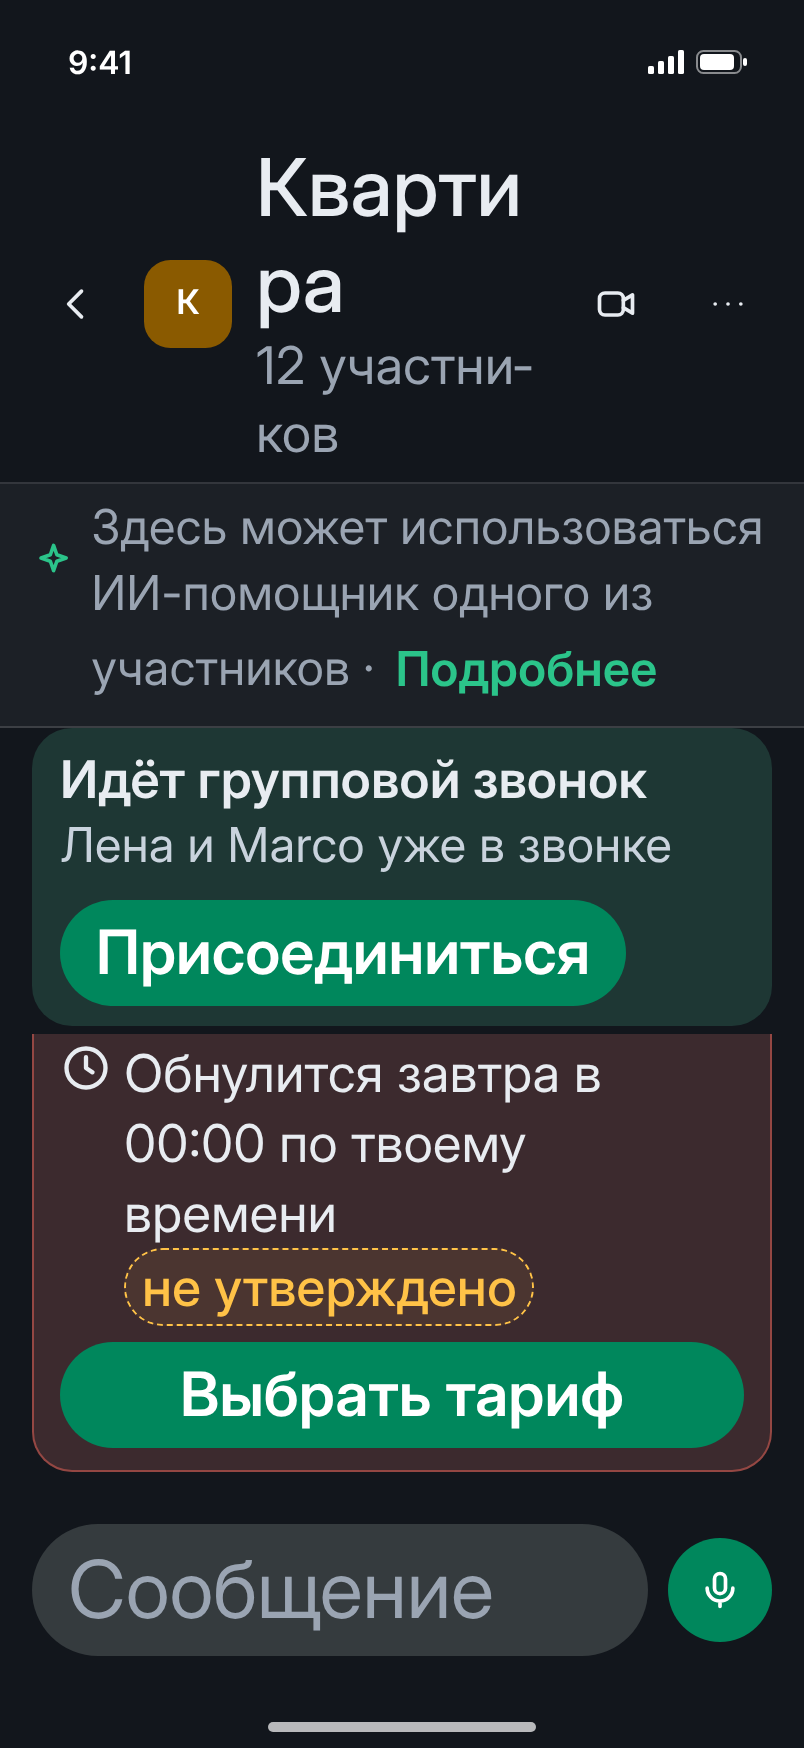 9:41
Кварти
ра
К
12 участни-
ков
Здесь может использоваться
ИИ-помощник одного из
участников · Подробнее
Идёт групповой звонок
Лена и Marco уже в звонке
Присоединиться
Обнулится завтра в
00:00 по твоему
времени
не утверждено
Выбрать тариф
Сообщение